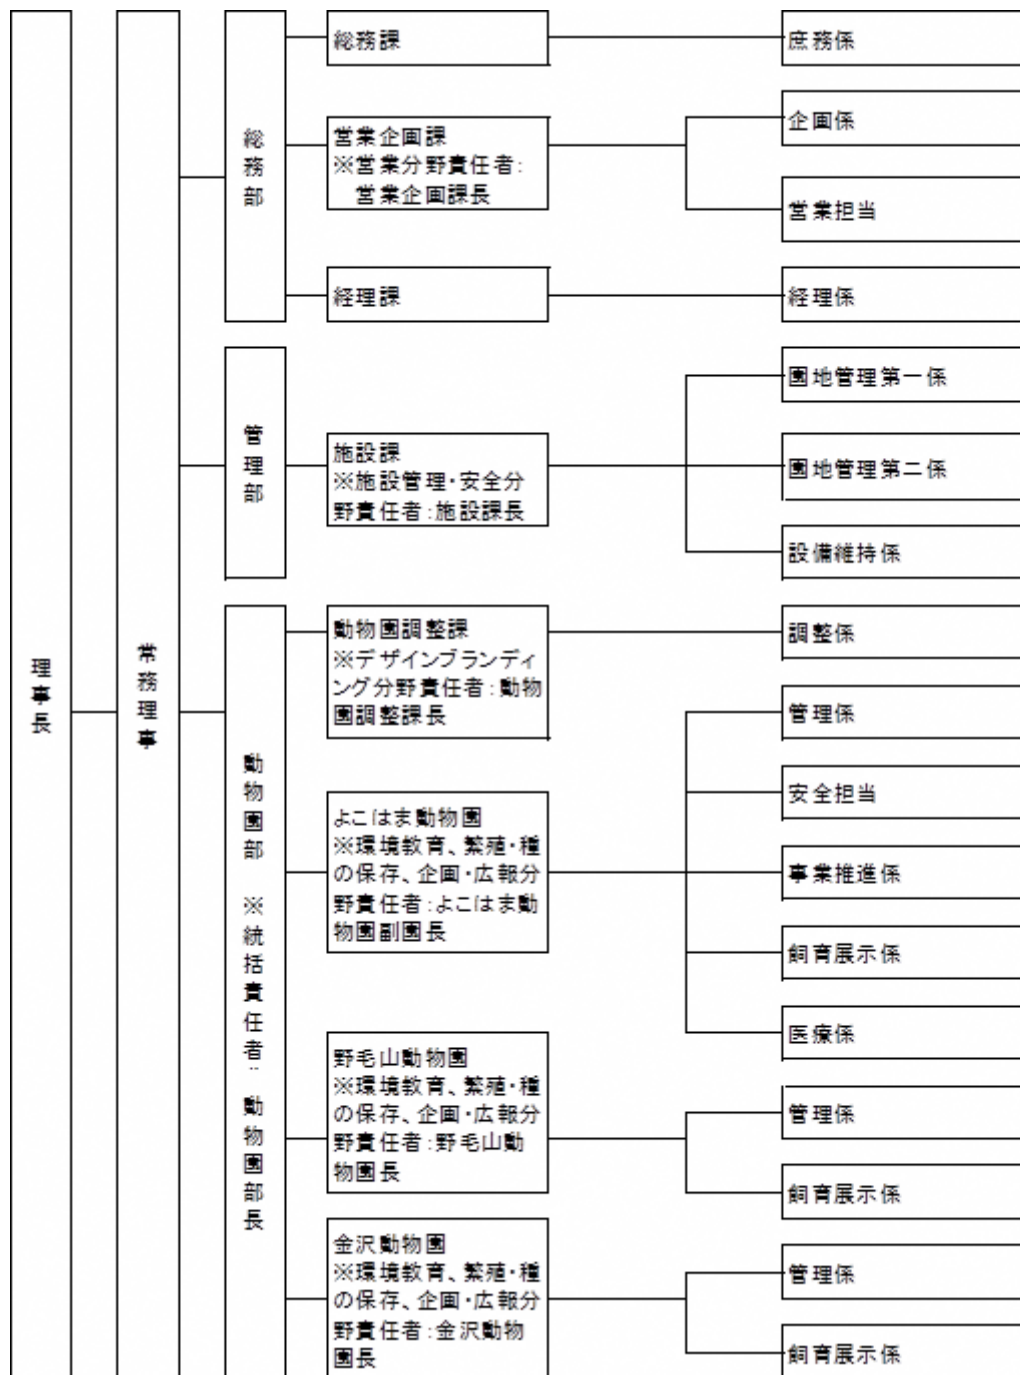 理事長
常務理事
総務部
総務課
庶務係
営業企画課
※営業分野責任者：
営業企画課長
企画係
営業担当
経理課
経理係
管理部
施設課
※施設管理・安全分
野責任者：施設課長
園地管理第一係
園地管理第二係
設備維持係
動物園部　※統括責任者：動物園部長
動物園調整課
※デザインブランディ
ング分野責任者：動物
園調整課長
調整係
よこはま動物園
※環境教育、繁殖・種
の保存、企画・広報分
野責任者：よこはま動
物園副園長
管理係
安全担当
事業推進係
飼育展示係
医療係
野毛山動物園
※環境教育、繁殖・種
の保存、企画・広報分
野責任者：野毛山動
物園長
管理係
飼育展示係
金沢動物園
※環境教育、繁殖・種
の保存、企画・広報分
野責任者：金沢動物
園長
管理係
飼育展示係